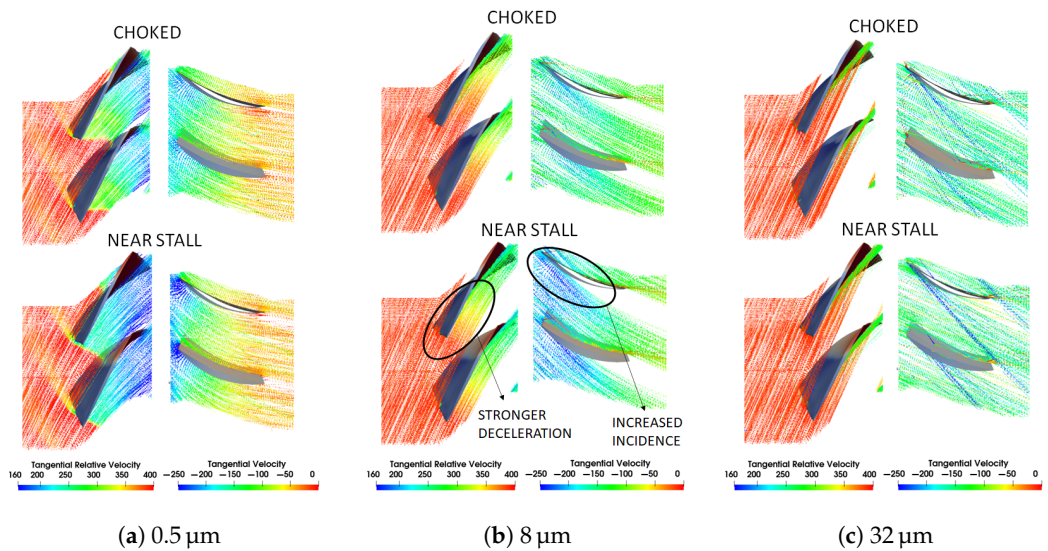 CHOKED
NEAR STALL
Tangential Relative Velocity
160 200 250 300 350 400
Tangential Velocity
−250 −200 −150 −100 −50 0
(a) 0.5 µm
CHOKED
NEAR STALL
STRONGER
DECELERATION
INCREASED
INCIDENCE
Tangential Relative Velocity
160 200 250 300 350 400
Tangential Velocity
−250 −200 −150 −100 −50 0
(b) 8 µm
CHOKED
NEAR STALL
Tangential Relative Velocity
160 200 250 300 350 400
Tangential Velocity
−250 −200 −150 −100 −50 0
(c) 32 µm